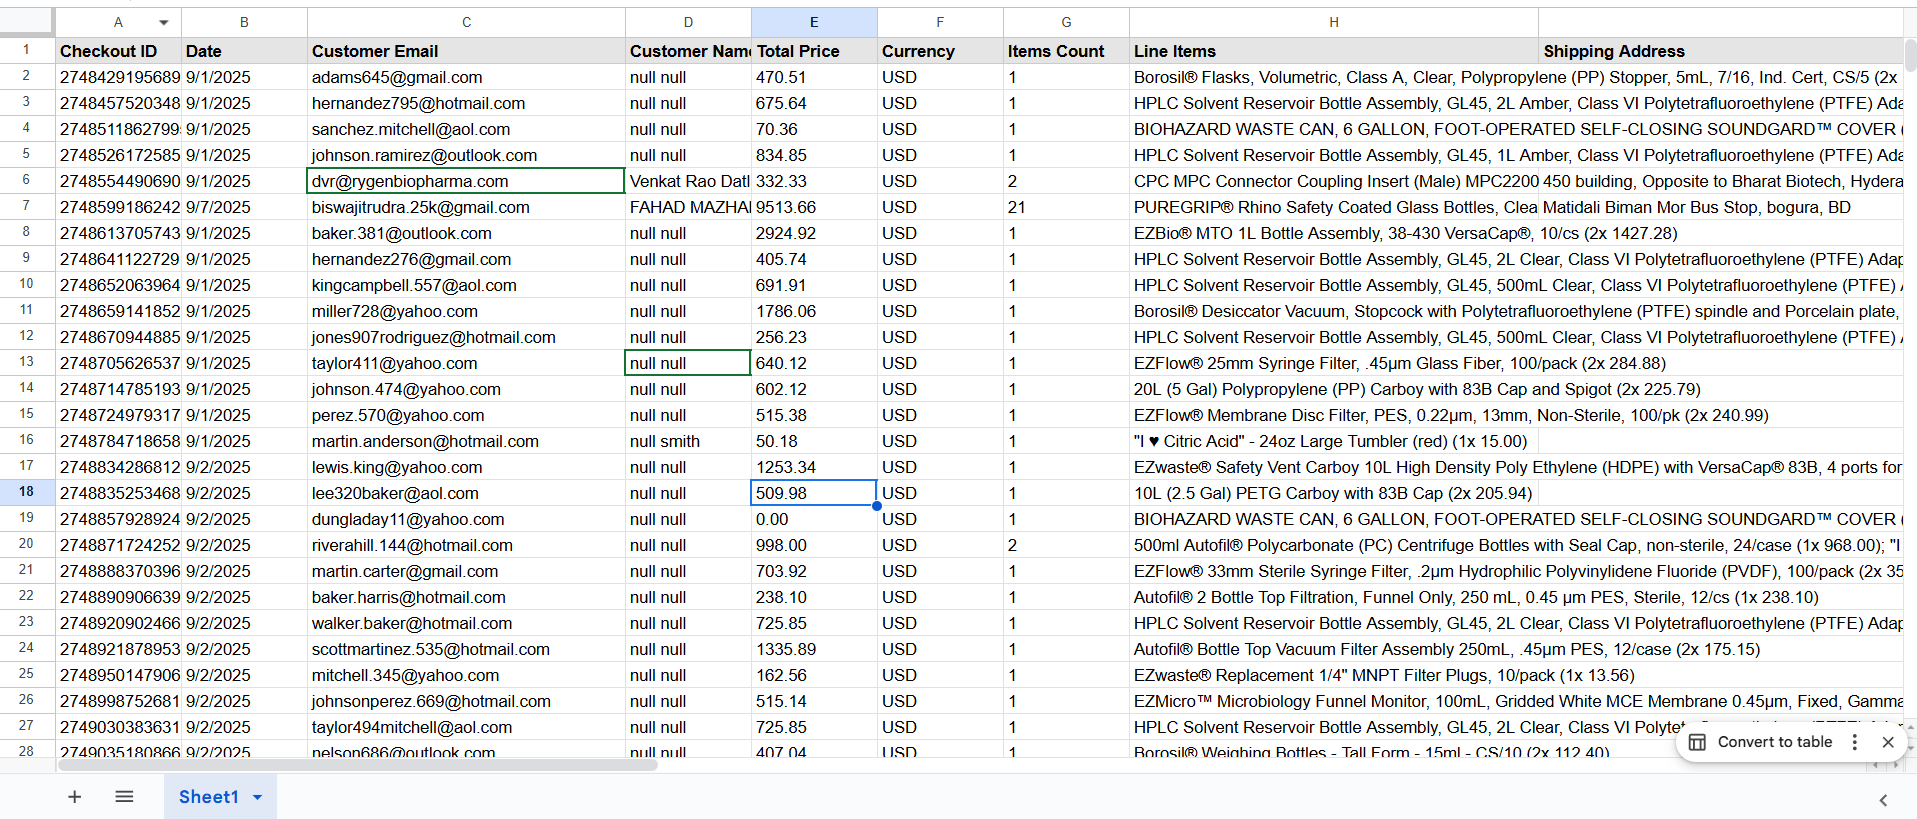 A B C D E F G H
1 Checkout ID Date Customer Email Customer Nam Total Price Currency Items Count Line Items Shipping Address
2 2748429195689 9/1/2025 adams645@gmail.com null null 470.51 USD 1 Borosil® Flasks, Volumetric, Class A, Clear, Polypropylene (PP) Stopper, 5mL, 7/16, Ind. Cert, CS/5 (2x
3 2748457520348 9/1/2025 hernandez795@hotmail.com null null 675.64 USD 1 HPLC Solvent Reservoir Bottle Assembly, GL45, 2L Amber, Class VI Polytetrafluoroethylene (PTFE) Ada
4 2748511862799 9/1/2025 sanchez.mitchell@aol.com null null 70.36 USD 1 BIOHAZARD WASTE CAN, 6 GALLON, FOOT-OPERATED SELF-CLOSING SOUNDGARD™ COVER (
5 2748526172585 9/1/2025 johnson.ramirez@outlook.com null null 834.85 USD 1 HPLC Solvent Reservoir Bottle Assembly, GL45, 1L Amber, Class VI Polytetrafluoroethylene (PTFE) Ada
6 2748554490690 9/1/2025 dvr@rygenbiopharma.com Venkat Rao Datl 332.33 USD 2 CPC MPC Connector Coupling Insert (Male) MPC2200 450 building, Opposite to Bharat Biotech, Hydera
7 2748599186242 9/7/2025 biswajitrudra.25k@gmail.com FAHAD MAZHA 9513.66 USD 21 PUREGRIP® Rhino Safety Coated Glass Bottles, Clea Matidali Biman Mor Bus Stop, bogura, BD
8 2748613705743 9/1/2025 baker.381@outlook.com null null 2924.92 USD 1 EZBio® MTO 1L Bottle Assembly, 38-430 VersaCap®, 10/cs (2x 1427.28)
9 2748641122729 9/1/2025 hernandez276@gmail.com null null 405.74 USD 1 HPLC Solvent Reservoir Bottle Assembly, GL45, 2L Clear, Class VI Polytetrafluoroethylene (PTFE) Adap
10 2748652063964 9/1/2025 kingcampbell.557@aol.com null null 691.91 USD 1 HPLC Solvent Reservoir Bottle Assembly, GL45, 500mL Clear, Class VI Polytetrafluoroethylene (PTFE) A
11 2748659141852 9/1/2025 miller728@yahoo.com null null 1786.06 USD 1 Borosil® Desiccator Vacuum, Stopcock with Polytetrafluoroethylene (PTFE) spindle and Porcelain plate,
12 2748670944885 9/1/2025 jones907rodriguez@hotmail.com null null 256.23 USD 1 HPLC Solvent Reservoir Bottle Assembly, GL45, 500mL Clear, Class VI Polytetrafluoroethylene (PTFE) A
13 2748705626537 9/1/2025 taylor411@yahoo.com null null 640.12 USD 1 EZFlow® 25mm Syringe Filter, .45μm Glass Fiber, 100/pack (2x 284.88)
14 2748714785193 9/1/2025 johnson.474@yahoo.com null null 602.12 USD 1 20L (5 Gal) Polypropylene (PP) Carboy with 83B Cap and Spigot (2x 225.79)
15 2748724979317 9/1/2025 perez.570@yahoo.com null null 515.38 USD 1 EZFlow® Membrane Disc Filter, PES, 0.22μm, 13mm, Non-Sterile, 100/pk (2x 240.99)
16 2748784718658 9/1/2025 martin.anderson@hotmail.com null smith 50.18 USD 1 "I ♥ Citric Acid" - 24oz Large Tumbler (red) (1x 15.00)
17 2748834286812 9/2/2025 lewis.king@yahoo.com null null 1253.34 USD 1 EZwaste® Safety Vent Carboy 10L High Density Poly Ethylene (HDPE) with VersaCap® 83B, 4 ports for
18 2748835253468 9/2/2025 lee320baker@aol.com null null 509.98 USD 1 10L (2.5 Gal) PETG Carboy with 83B Cap (2x 205.94)
19 2748857928924 9/2/2025 dungladay11@yahoo.com null null 0.00 USD 1 BIOHAZARD WASTE CAN, 6 GALLON, FOOT-OPERATED SELF-CLOSING SOUNDGARD™ COVER (
20 2748871724252 9/2/2025 riverahill.144@hotmail.com null null 998.00 USD 2 500ml Autofil® Polycarbonate (PC) Centrifuge Bottles with Seal Cap, non-sterile, 24/case (1x 968.00); "I
21 2748888370396 9/2/2025 martin.carter@gmail.com null null 703.92 USD 1 EZFlow® 33mm Sterile Syringe Filter, .2μm Hydrophilic Polyvinylidene Fluoride (PVDF), 100/pack (2x 35
22 2748890906639 9/2/2025 baker.harris@hotmail.com null null 238.10 USD 1 Autofil® 2 Bottle Top Filtration, Funnel Only, 250 mL, 0.45 μm PES, Sterile, 12/cs (1x 238.10)
23 2748920902466 9/2/2025 walker.baker@hotmail.com null null 725.85 USD 1 HPLC Solvent Reservoir Bottle Assembly, GL45, 2L Clear, Class VI Polytetrafluoroethylene (PTFE) Adap
24 2748921878953 9/2/2025 scottmartinez.535@hotmail.com null null 1335.89 USD 1 Autofil® Bottle Top Vacuum Filter Assembly 250mL, .45μm PES, 12/case (2x 175.15)
25 2748950147906 9/2/2025 mitchell.345@yahoo.com null null 162.56 USD 1 EZwaste® Replacement 1/4" MNPT Filter Plugs, 10/pack (1x 13.56)
26 2748998752681 9/2/2025 johnsonperez.669@hotmail.com null null 515.14 USD 1 EZMicro™ Microbiology Funnel Monitor, 100mL, Gridded White MCE Membrane 0.45μm, Fixed, Gamma
27 2749030383631 9/2/2025 taylor494mitchell@aol.com null null 725.85 USD 1 HPLC Solvent Reservoir Bottle Assembly, GL45, 2L Clear, Class VI
28 2749035180866 9/2/2025 nelson686@outlook.com null null 407.04 USD 1 Borosil® Weighing Bottles - Tall Form - 15ml - CS/10 (2x 112.40)
Convert to table
Sheet1